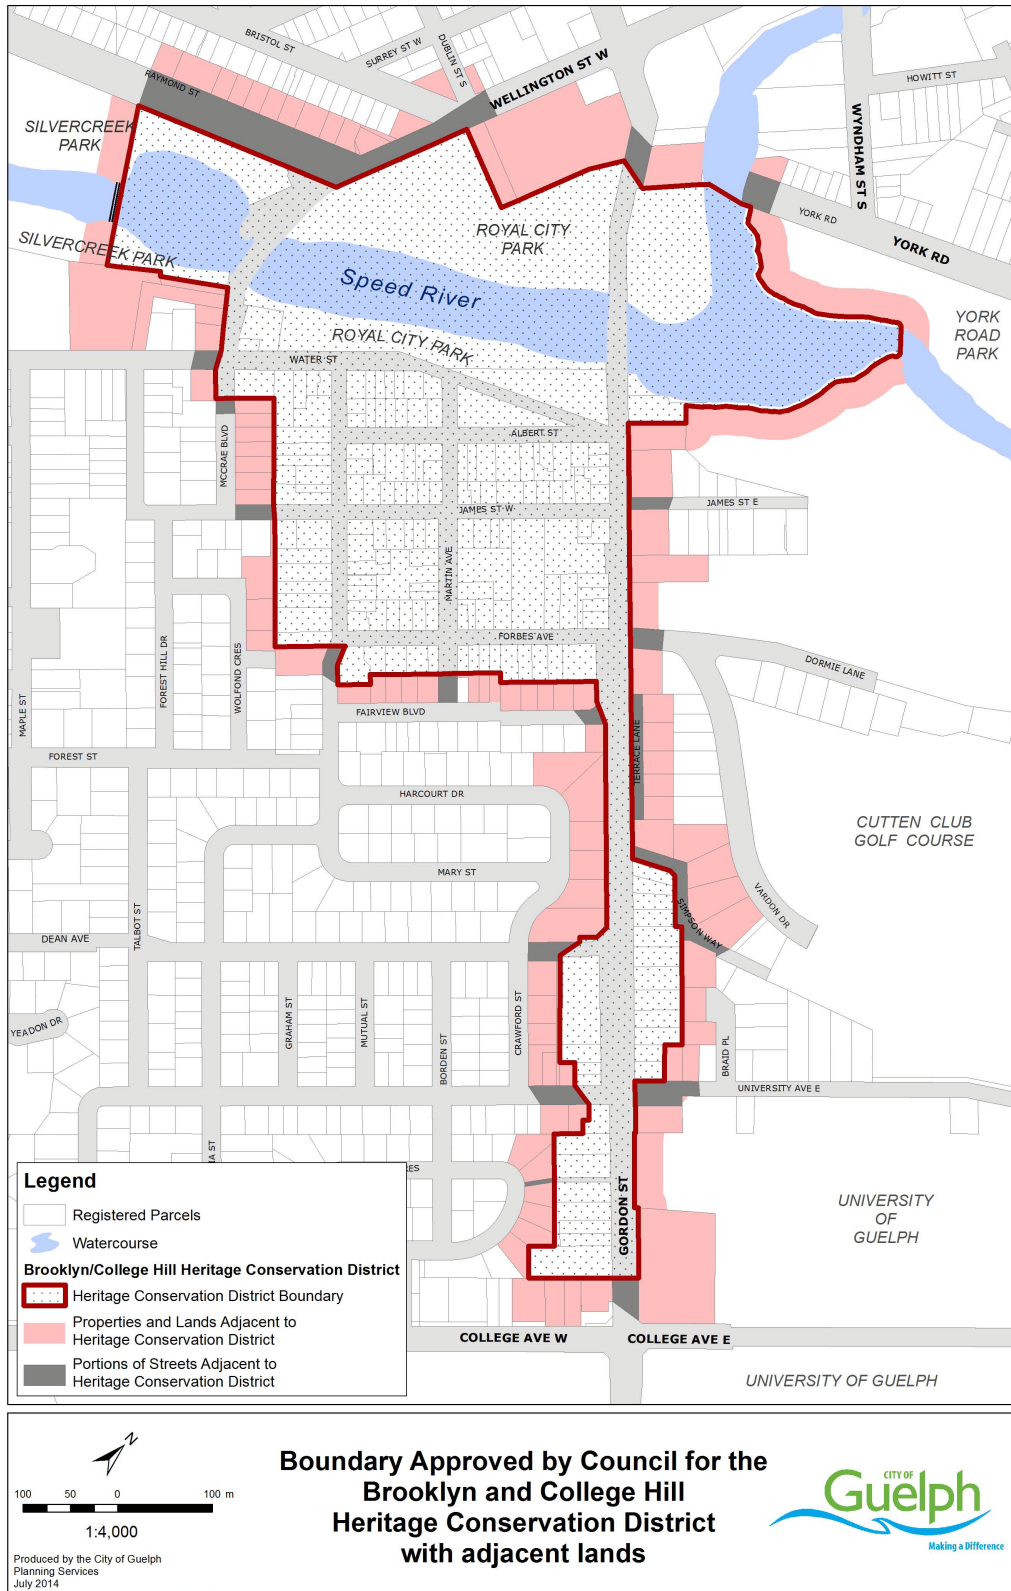 BRISTOL ST
SURREY ST W
DUBLIN ST S
RAYMOND ST
WELLINGTON ST W
HOWITT ST
WYNDHAM ST S
SILVERCREEK
PARK
YORK RD
YORK RD
ROYAL CITY
PARK
SILVERCREEK PARK
Speed River
YORK
ROAD
PARK
ROYAL CITY PARK
WATER ST
ALBERT ST
MCCRAE BLVD
JAMES ST W
JAMES ST E
MARTIN AVE
FORBES AVE
DORMIE LANE
FOREST HILL DR
WOLFOND CRES
MAPLE ST
FAIRVIEW BLVD
TERRACE LANE
FOREST ST
HARCOURT DR
CUTTEN CLUB
GOLF COURSE
MARY ST
VARDON DR
SIMPSON WAY
TALBOT ST
DEAN AVE
YEADON DR
GRAHAM ST
MUTUAL ST
BORDEN ST
CRAWFORD ST
BRAID PL
UNIVERSITY AVE E
IA ST
RES
GORDON ST
UNIVERSITY
OF
GUELPH
Legend
Registered Parcels
Watercourse
Brooklyn/College Hill Heritage Conservation District
Heritage Conservation District Boundary
Properties and Lands Adjacent to
Heritage Conservation District
Portions of Streets Adjacent to
Heritage Conservation District
COLLEGE AVE W
COLLEGE AVE E
UNIVERSITY OF GUELPH
N
100 50 0 100 m
1:4,000
Produced by the City of Guelph
Planning Services
July 2014
Boundary Approved by Council for the
Brooklyn and College Hill
Heritage Conservation District
with adjacent lands
CITY OF
Guelph
Making a Difference